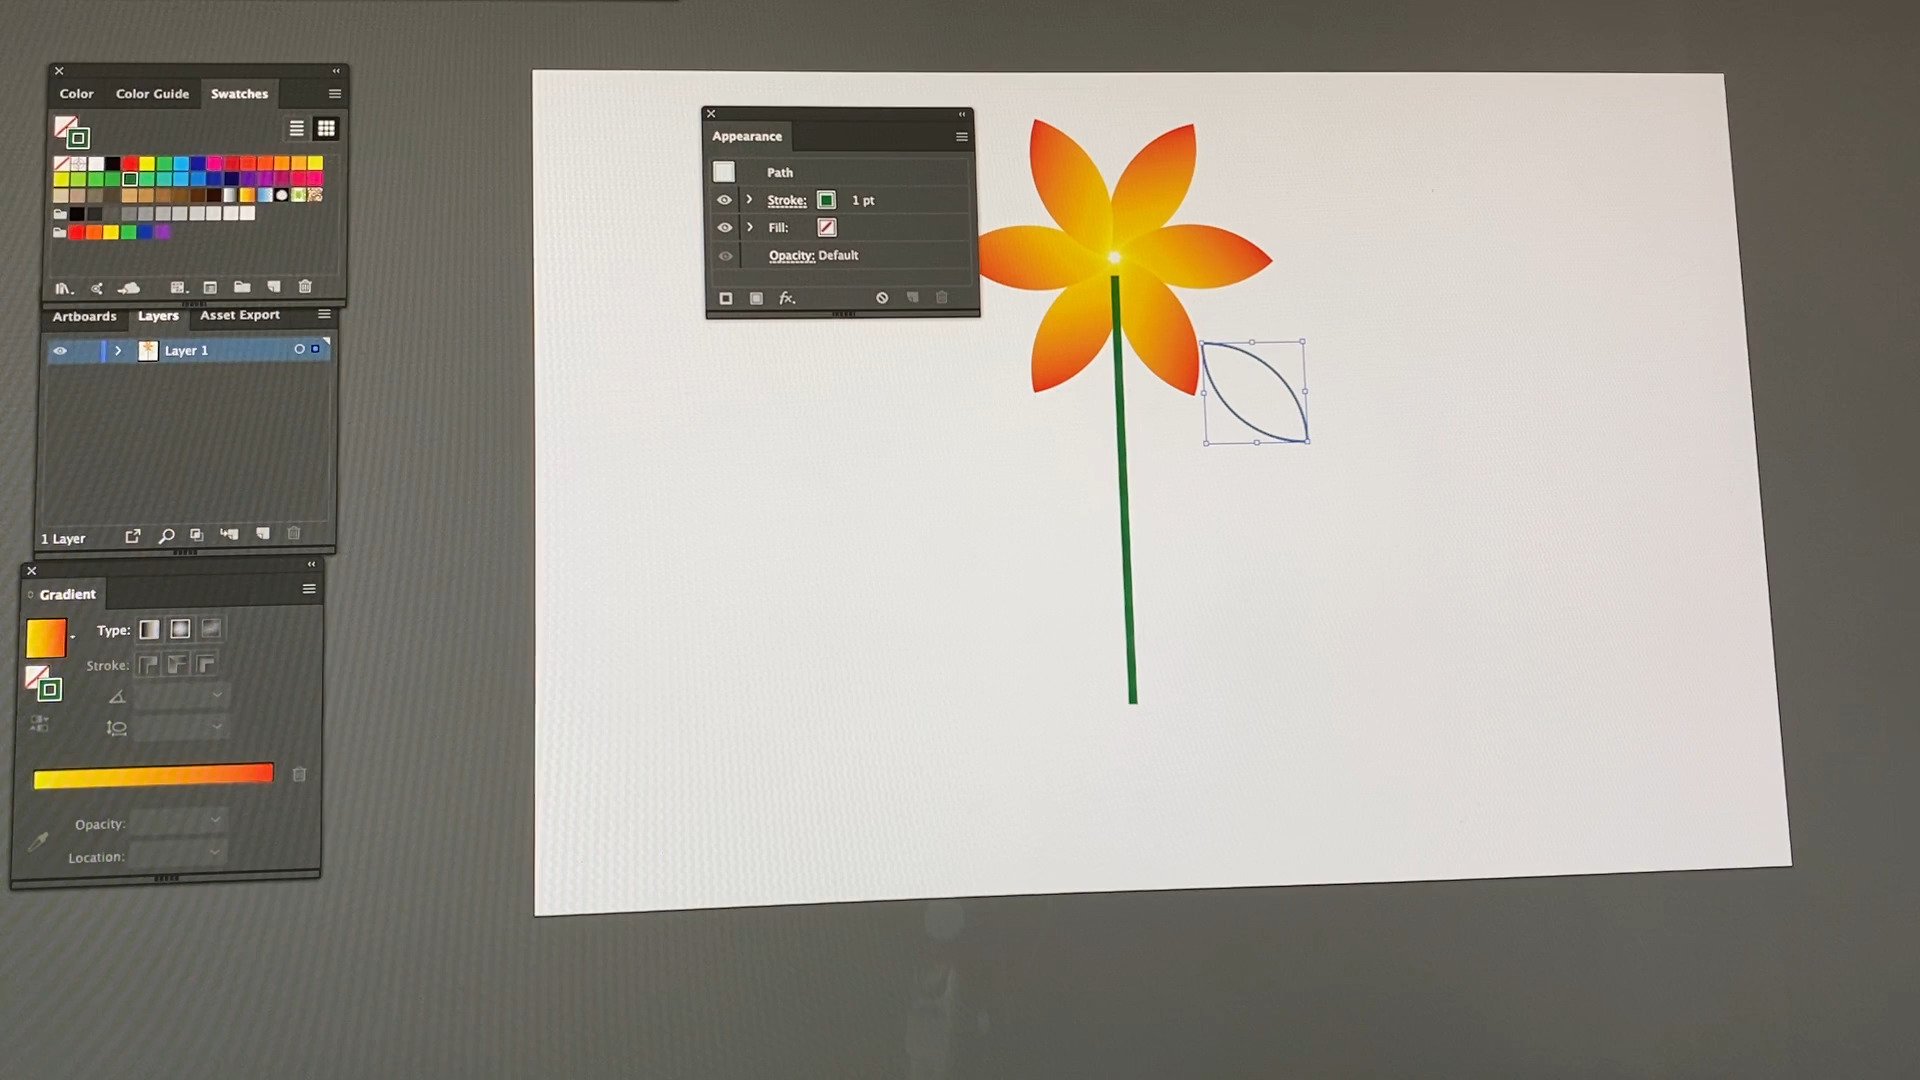 Color Color Guide Swatches
Appearance
Path
Stroke: 1 pt
Fill:
Opacity: Default
fx.
Artboards Layers Asset Export
Layer 1
1 Layer
Gradient
Type:
Stroke:
Opacity:
Location: